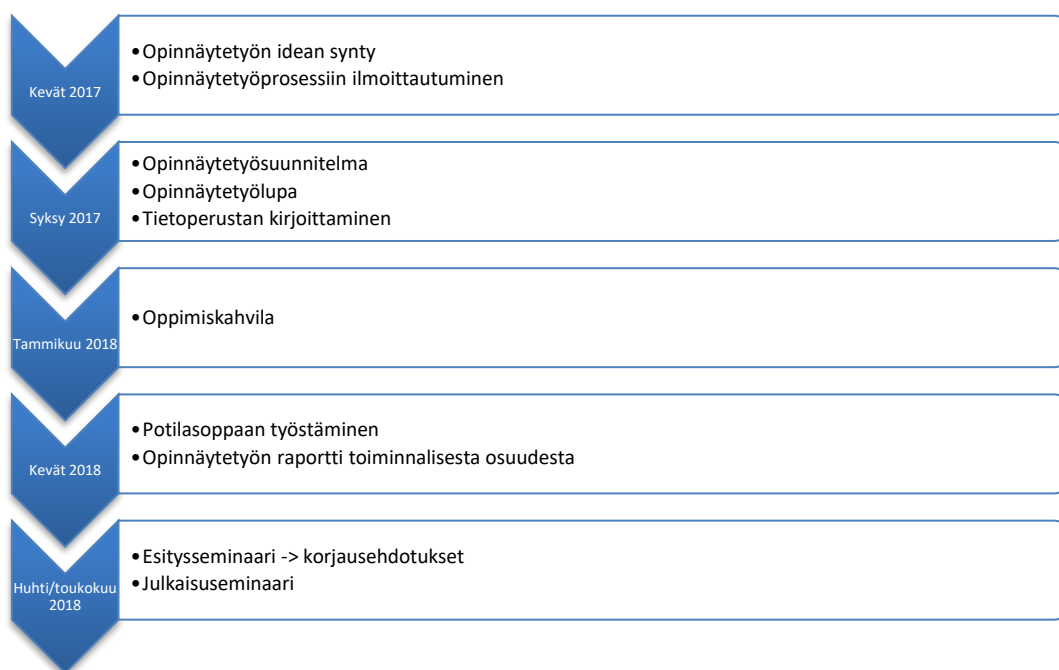 Kevät 2017
•Opinnäytetyön idean synty
•Opinnäytetyöprosessiin ilmoittautuminen
Syksy 2017
•Opinnäytetyösuunnitelma
•Opinnäytetyölupa
•Tietoperustan kirjoittaminen
Tammikuu 2018
•Oppimiskahvila
Kevät 2018
•Potilasoppaan työstäminen
•Opinnäytetyön raportti toiminnalisesta osuudesta
Huhti/toukokuu
2018
•Esitysseminaari -> korjausehdotukset
•Julkaisuseminaari